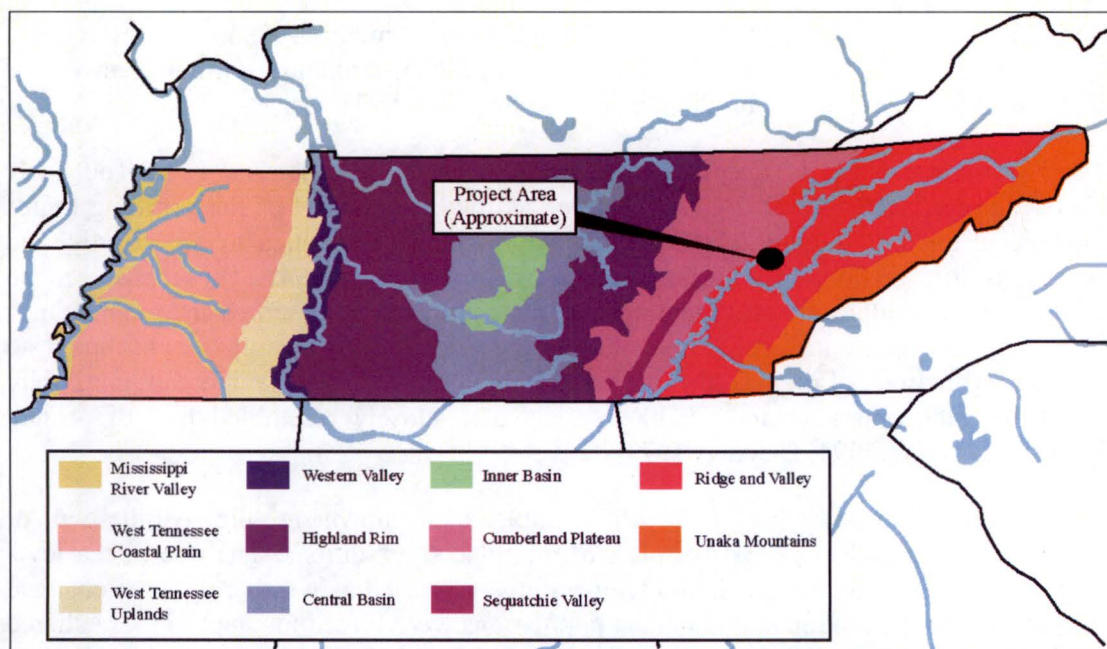 Project Area
(Approximate)
Mississippi
River Valley
Western Valley
Inner Basin
Ridge and Valley
West Tennessee
Coastal Plain
Highland Rim
Cumberland Plateau
Unaka Mountains
West Tennessee
Uplands
Central Basin
Sequatchie Valley